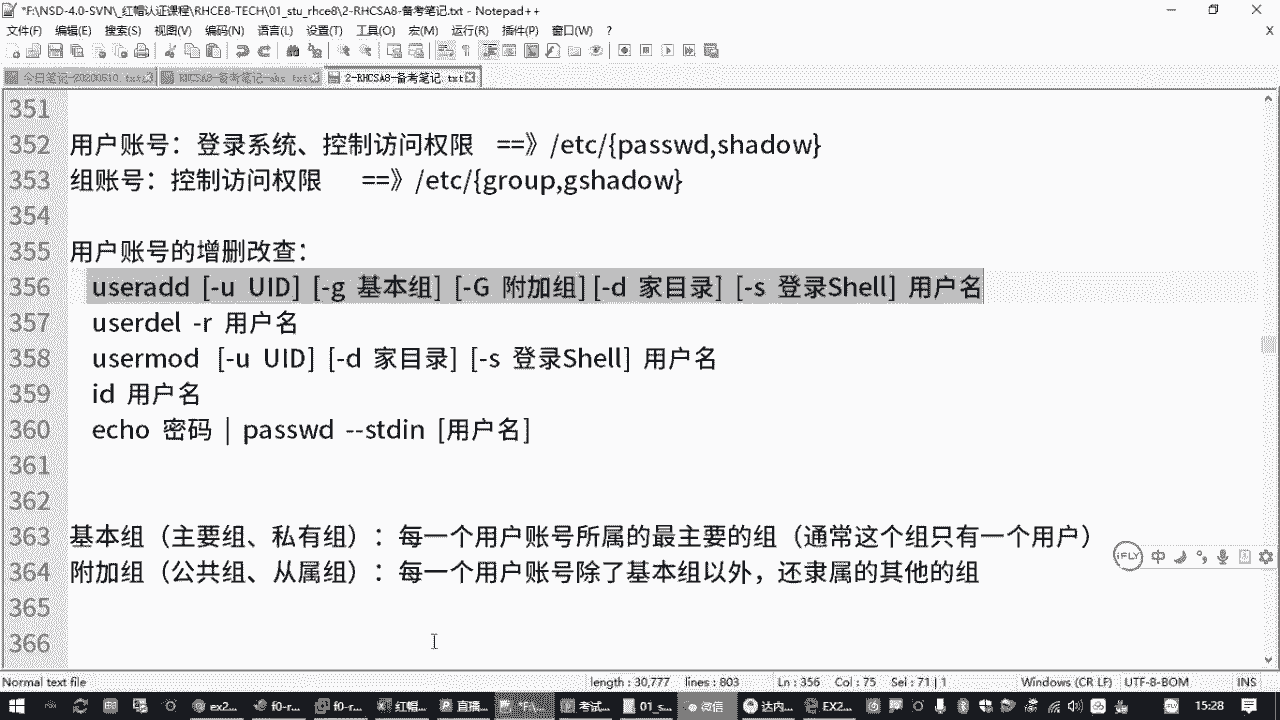 *F:\NSD-4.0-SVN\_红帽认证课程\RHCE8-TECH\01_stu_rhce8\2-RHCSA8-备考笔记.txt - Notepad++
文件(F) 编辑(E) 搜索(S) 视图(V) 编码(N) 语言(L) 设置(T) 工具(O) 宏(M) 运行(R) 插件(P) 窗口(W) ? X
2-RHCSA8-备考笔记.txt
351
352 用户账号：登录系统、控制访问权限 ==》/etc/{passwd,shadow}
353 组账号：控制访问权限 ==》/etc/{group,gshadow}
354
355 用户账号的增删改查：
356 useradd [-u UID] [-g 基本组] [-G 附加组][-d 家目录] [-s 登录Shell] 用户名
357 userdel -r 用户名
358 usermod [-u UID] [-d 家目录] [-s 登录Shell] 用户名
359 id 用户名
360 echo 密码 | passwd --stdin [用户名]
361
362
363 基本组（主要组、私有组）：每一个用户账号所属的最主要的组（通常这个组只有一个用户）
364 附加组（公共组、从属组）：每一个用户账号除了基本组以外，还隶属的其他的组
365
366
iFLY 中
Normal text file length : 30,777 lines : 803 Ln : 356 Col : 75 Sel : 71 | 1 Windows (CR LF) UTF-8-BOM INS
ex2... f0-r... f0-r... 红帽... 直播... *F:\... 考试... 01_s... 微信 达内... EX2... 15:28